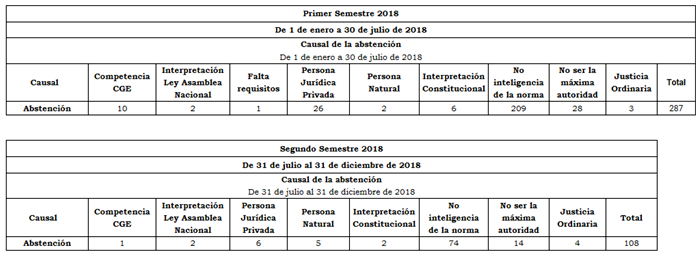 Primer Semestre 2018
De 1 de enero a 30 de julio de 2018
Causal de la abstención
De 1 de enero a 30 de julio de 2018
Causal Competencia CGE Interpretación Ley Asamblea Nacional Falta requisitos Persona Jurídica Privada Persona Natural Interpretación Constitucional No inteligencia de la norma No ser la máxima autoridad Justicia Ordinaria Total
Abstención 10 2 1 26 2 6 209 28 3 287
Segundo Semestre 2018
De 31 de julio al 31 de diciembre de 2018
Causal de la abstención
De 31 de julio al 31 de diciembre de 2018
Causal Competencia CGE Interpretación Ley Asamblea Nacional Persona Jurídica Privada Persona Natural Interpretación Constitucional No inteligencia de la norma No ser la máxima autoridad Justicia Ordinaria Total
Abstención 1 2 6 5 2 74 14 4 108